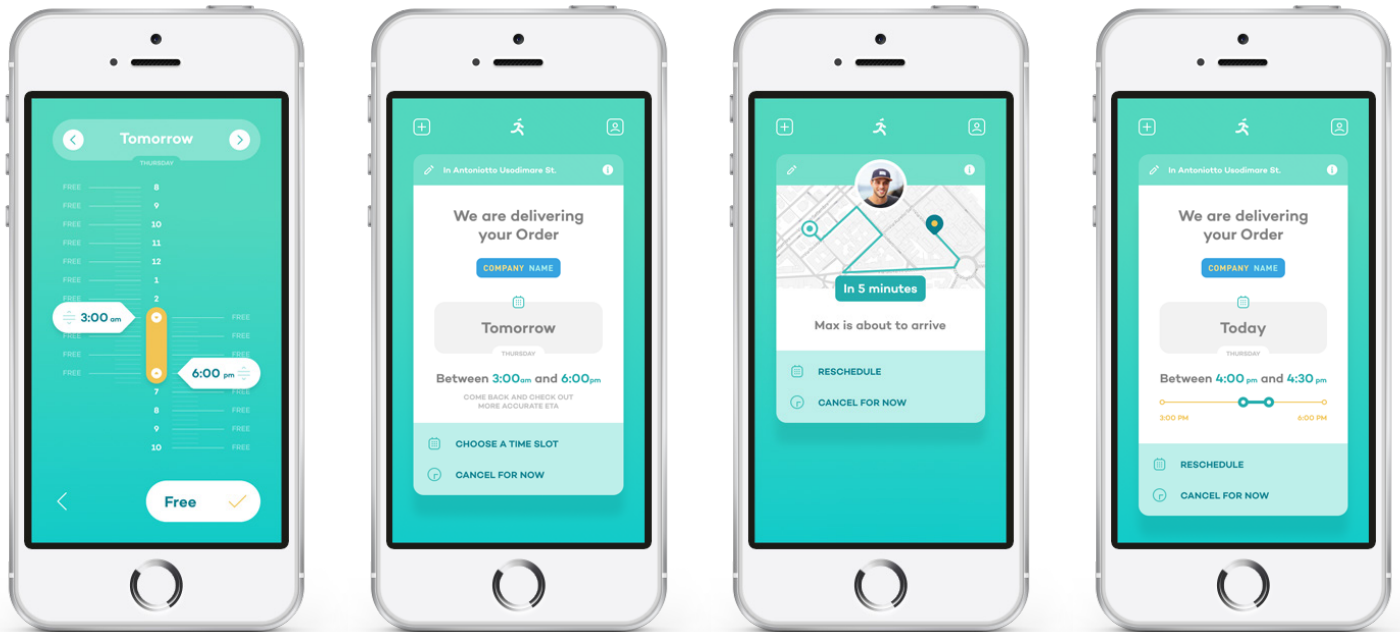 Tomorrow
THURSDAY
FREE 8
FREE 9
FREE 10
FREE 11
FREE 12
FREE 1
FREE 2
3:00 am FREE
FREE FREE
FREE FREE
FREE 6:00 pm
7 FREE
8 FREE
9 FREE
10 FREE
Free
In Antoniotto Usodimare St.
We are delivering
your Order
COMPANY NAME
Tomorrow
THURSDAY
Between 3:00am and 6:00pm
COME BACK AND CHECK OUT
MORE ACCURATE ETA
CHOOSE A TIME SLOT
CANCEL FOR NOW
In 5 minutes
Max is about to arrive
RESCHEDULE
CANCEL FOR NOW
In Antoniotto Usodimare St.
We are delivering
your Order
COMPANY NAME
Today
THURSDAY
Between 4:00 pm and 4:30 pm
3:00 PM 6:00 PM
RESCHEDULE
CANCEL FOR NOW